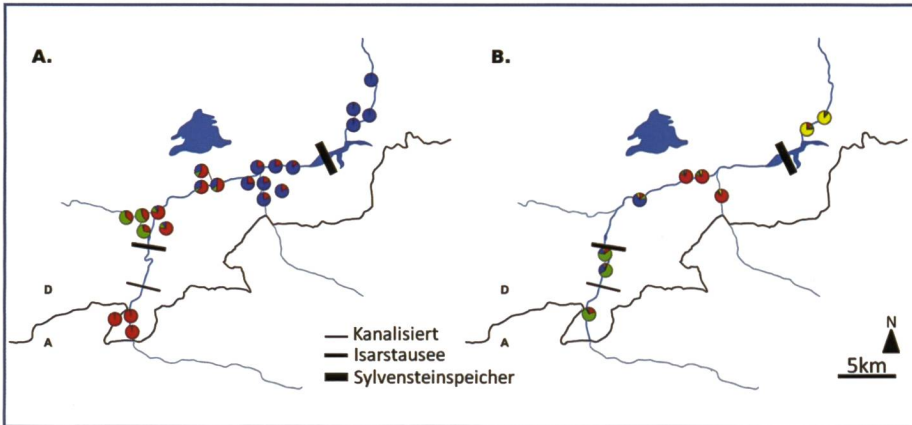 A.
B.
D
A
Kanalisiert
Isarstausee
Sylvensteinspeicher
D
A
N
5km